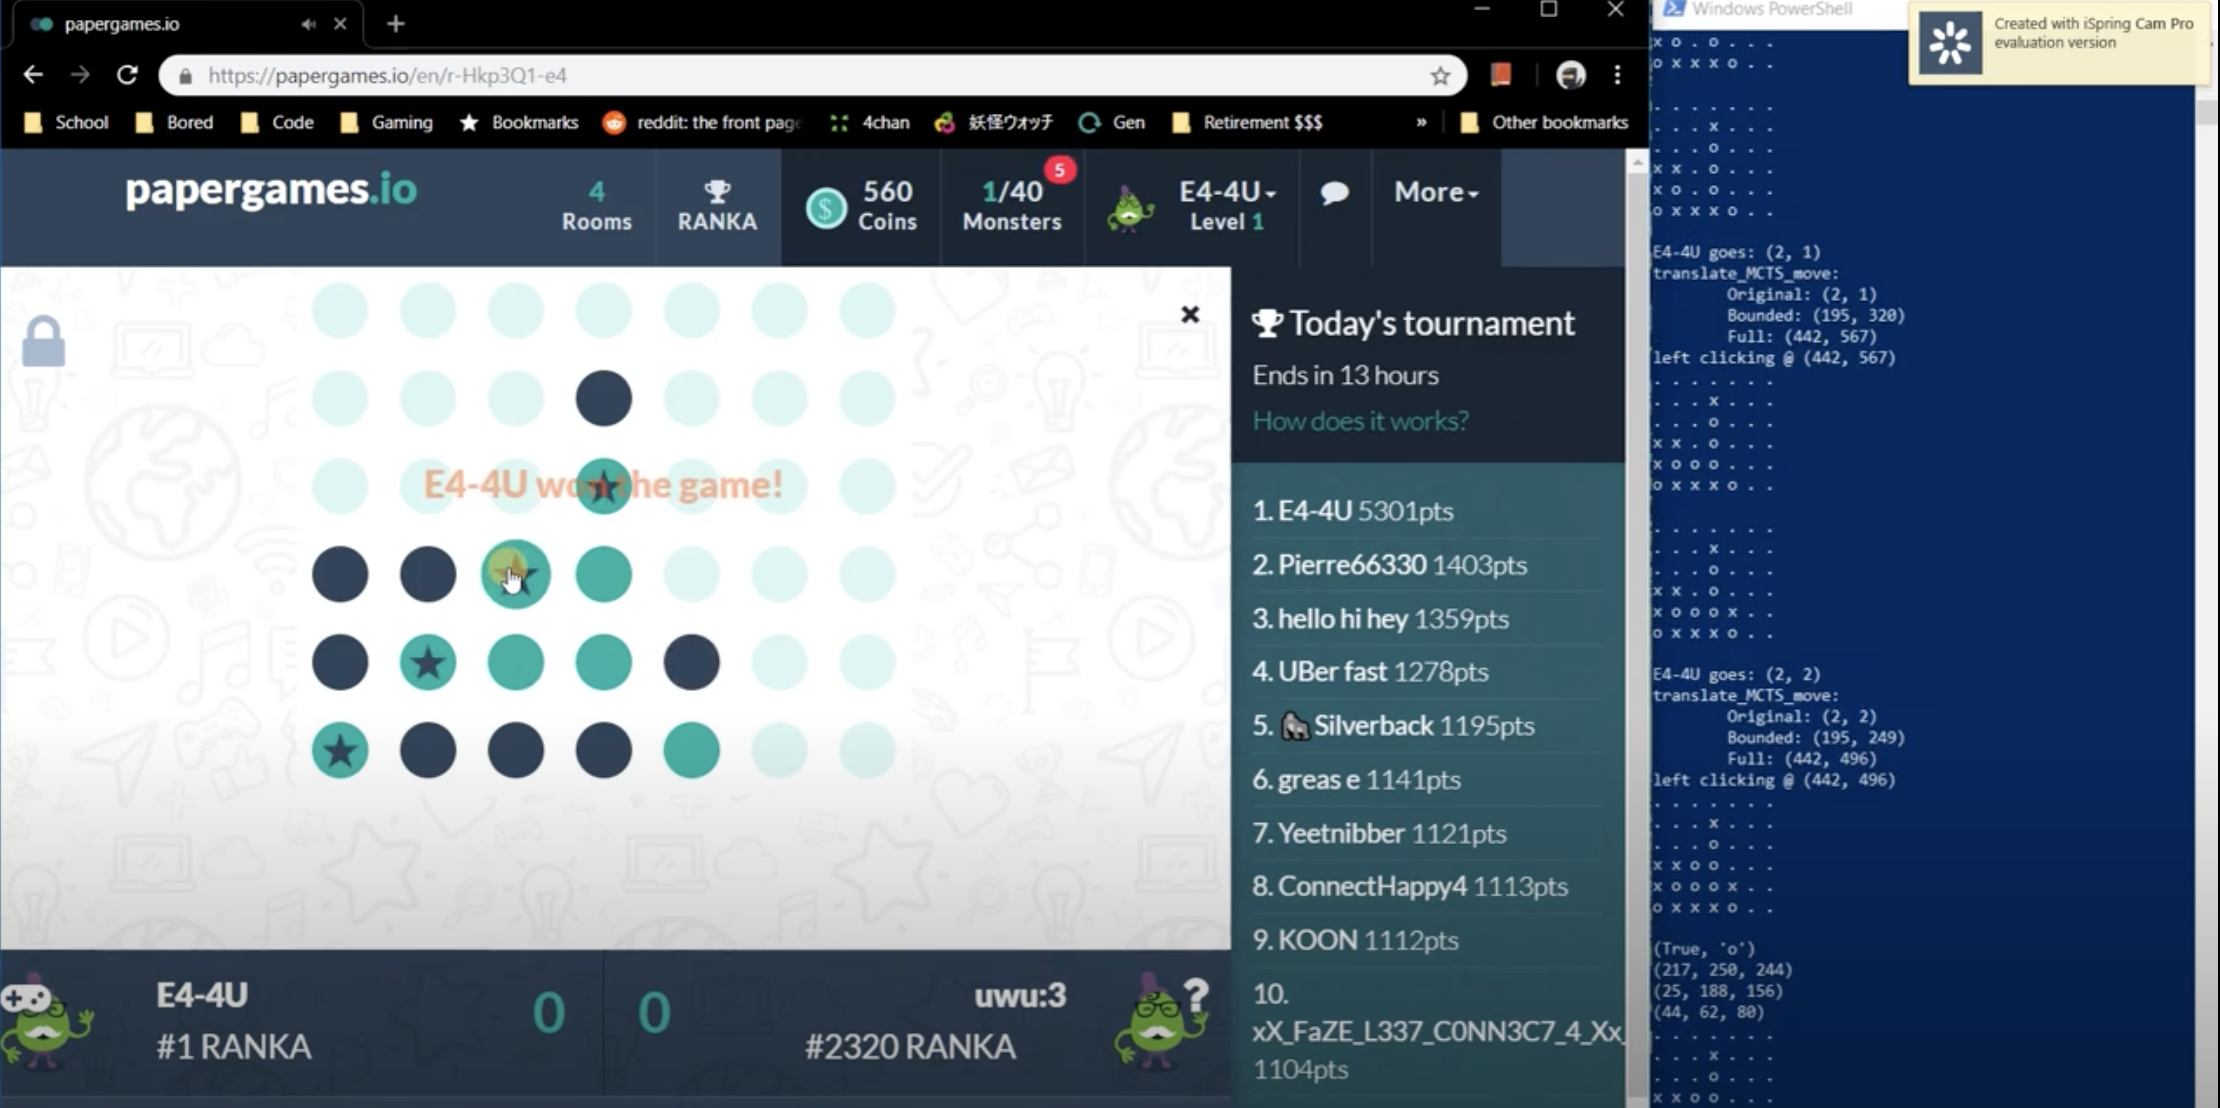 papergames.io
https://papergames.io/en/r-Hkp3Q1-e4
School Bored Code Gaming Bookmarks reddit: the front page 4chan 妖怪ウォッチ Gen Retirement $$$ » Other bookmarks
papergames.io
4
Rooms
RANKA
560
Coins
5
1/40
Monsters
E4-4U
Level 1
More
E4-4U won the game!
Today's tournament
Ends in 13 hours
How does it works?
1. E4-4U 5301pts
2. Pierre66330 1403pts
3. hello hi hey 1359pts
4. UBer fast 1278pts
5. Silverback 1195pts
6. greas e 1141pts
7. Yeetnibber 1121pts
8. ConnectHappy4 1113pts
9. KOON 1112pts
10.
xX_FaZE_L337_C0NN3C7_4_Xx_
1104pts
E4-4U
#1 RANKA
0
0
uwu:3
#2320 RANKA
?
Windows PowerShell
Created with iSpring Cam Pro
evaluation version
x o . o . . .
o x x x o . .
. . . . . . .
. . . x . . .
. . . o . . .
x x . o . . .
x o . o . . .
o x x x o . .
E4-4U goes: (2, 1)
translate_MCTS_move:
Original: (2, 1)
Bounded: (195, 320)
Full: (442, 567)
left clicking @ (442, 567)
. . . . . . .
. . . x . . .
. . . o . . .
x x . o . . .
x o o o . . .
o x x x o . .
. . . . . . .
. . . x . . .
. . . o . . .
x x . o . . .
x o o o x . .
o x x x o . .
E4-4U goes: (2, 2)
translate_MCTS_move:
Original: (2, 2)
Bounded: (195, 249)
Full: (442, 496)
left clicking @ (442, 496)
. . . . . . .
. . . x . . .
. . . o . . .
x x o o . . .
x o o o x . .
o x x x o . .
(True, 'o')
(217, 250, 244)
(25, 188, 156)
(44, 62, 80)
. . . . . . .
. . . x . . .
. . . o . . .
x x o o . . .